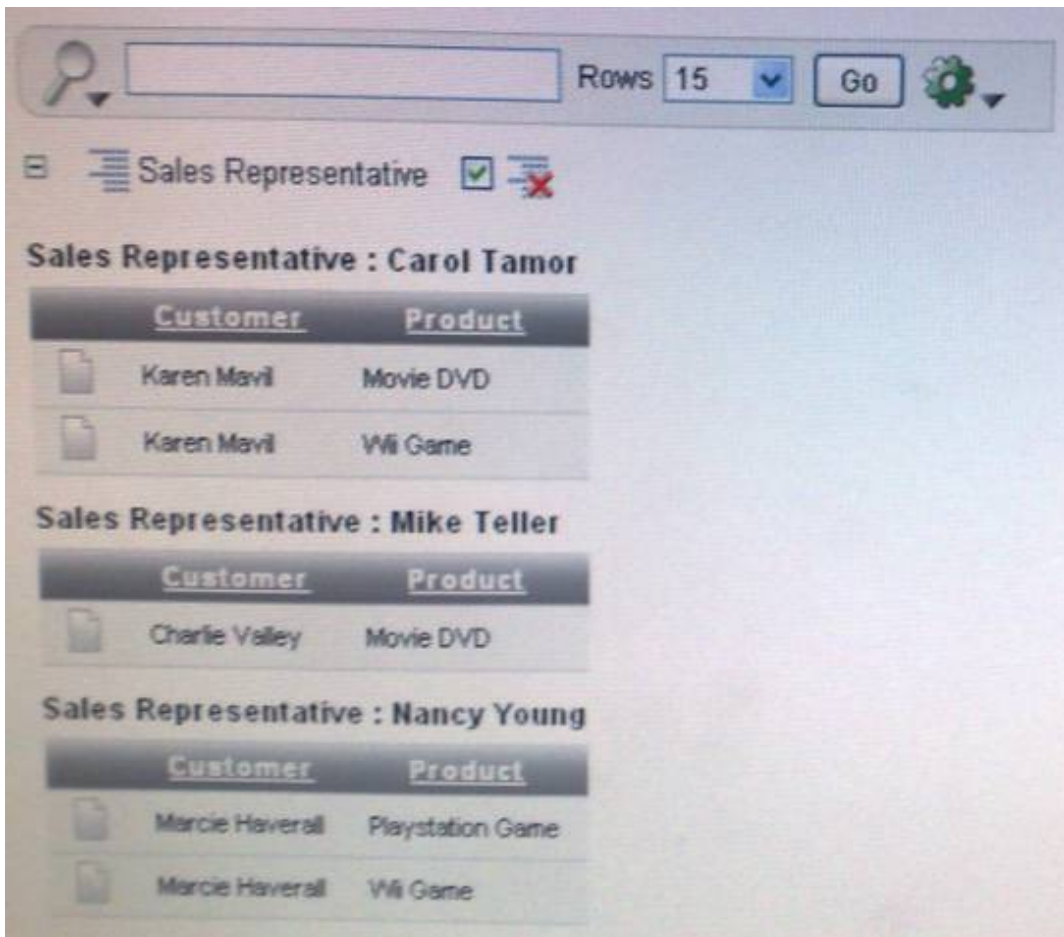 Rows 15 Go
Sales Representative
Sales Representative : Carol Tamor
Customer Product
Karen Mavil Movie DVD
Karen Mavil Wii Game
Sales Representative : Mike Teller
Customer Product
Charlie Valley Movie DVD
Sales Representative : Nancy Young
Customer Product
Marcie Haverall Playstation Game
Marcie Haverall Wii Game